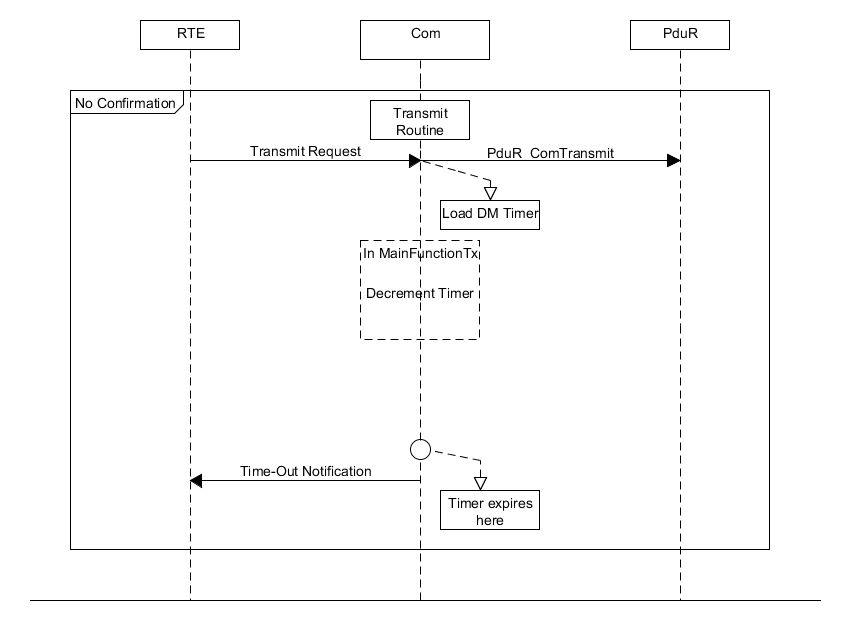 RTE
Com
PduR
No Confirmation
Transmit
Routine
Transmit Request
PduR_ComTransmit
Load DM Timer
In MainFunctionTx
Decrement Timer
Time-Out Notification
Timer expires
here